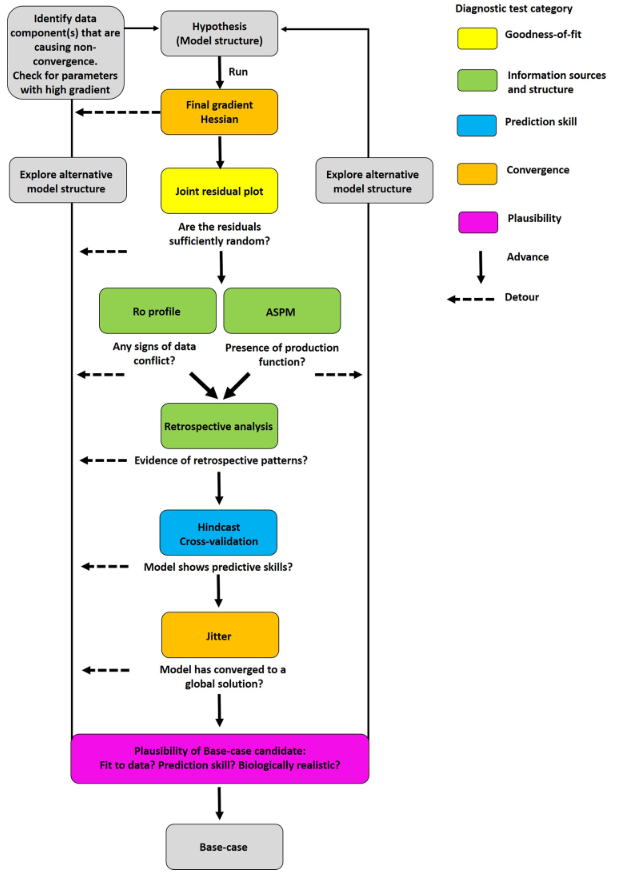 Identify data
component(s) that are
causing non-
convergence.
Check for parameters
with high gradient
Hypothesis
(Model structure)
Run
Final gradient
Hessian
Explore alternative
model structure
Joint residual plot
Explore alternative
model structure
Are the residuals
sufficiently random?
Ro profile
ASPM
Any signs of data
conflict?
Presence of production
function?
Retrospective analysis
Evidence of retrospective patterns?
Hindcast
Cross-validation
Model shows predictive skills?
Jitter
Model has converged to a
global solution?
Plausibility of Base-case candidate:
Fit to data? Prediction skill? Biologically realistic?
Base-case
Diagnostic test category
Goodness-of-fit
Information sources
and structure
Prediction skill
Convergence
Plausibility
Advance
Detour